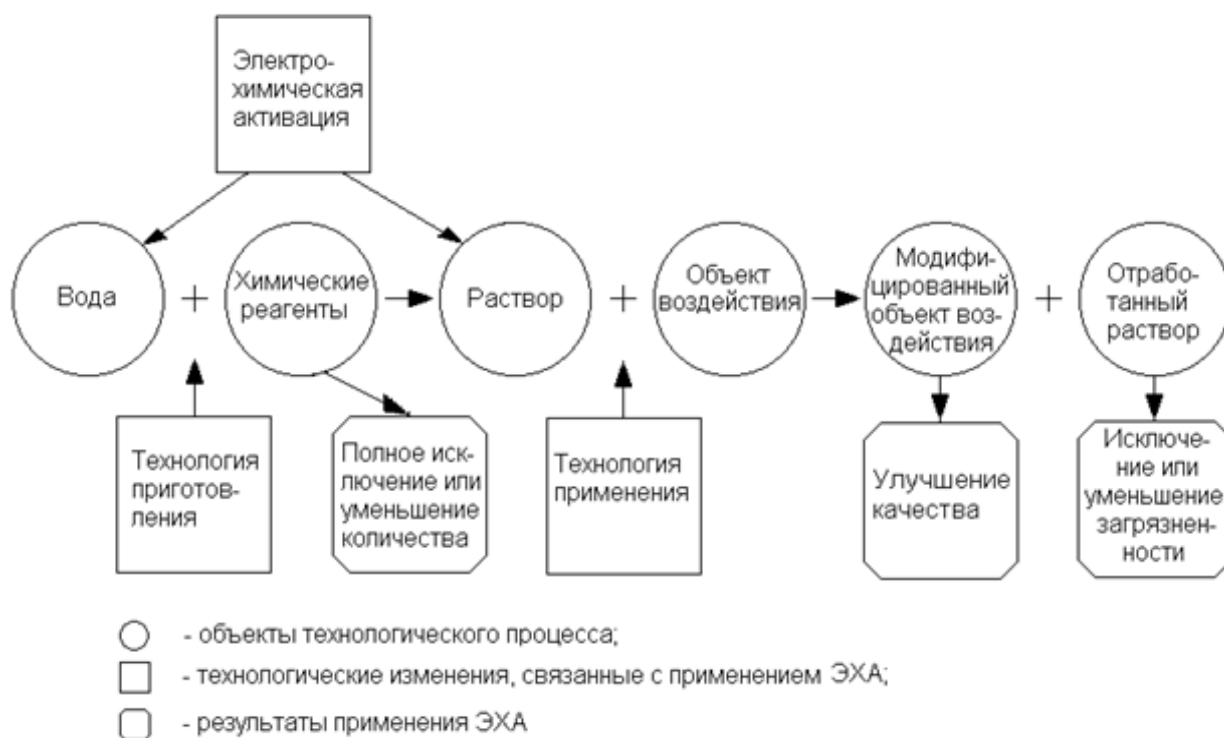 Электро-
химическая
активация
Вода
+
Химические
реагенты
Раствор
+
Объект
воздействия
Модифи-
цированный
объект воз-
действия
+
Отрабо-
танный
раствор
Технология
приготов-
ления
Полное иск-
лючение или
уменьшение
количества
Технология
применения
Улучшение
качества
Исключе-
ние или
уменьшение
загрязнен-
ности
- объекты технологического процесса;
- технологические изменения, связанные с применением ЭХА;
- результаты применения ЭХА